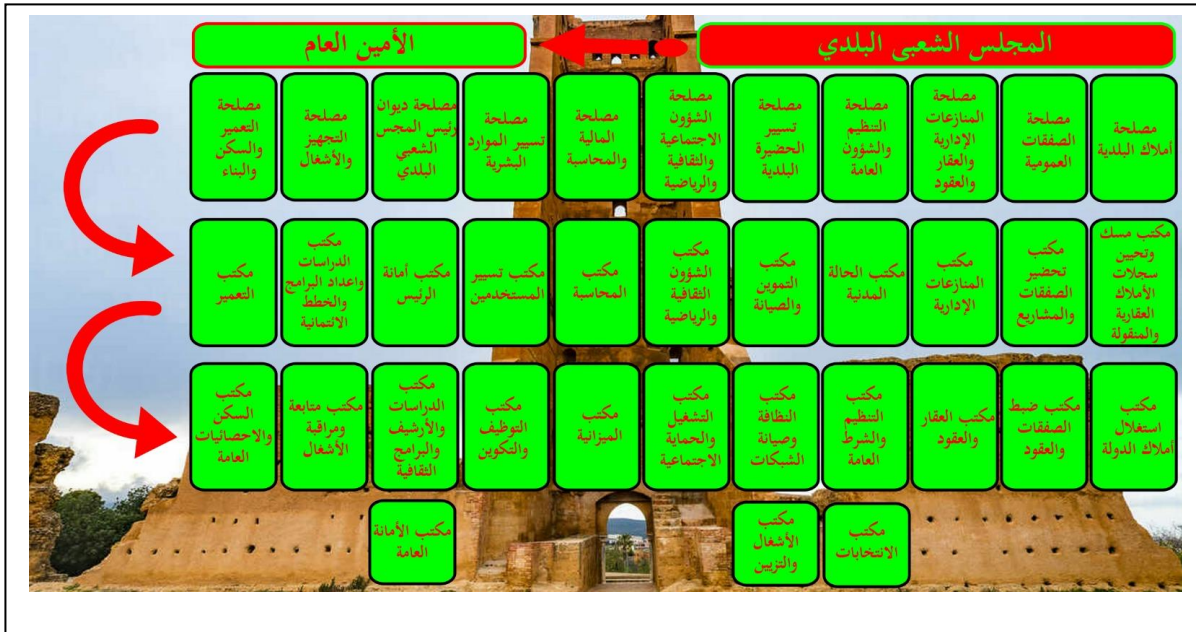 المجلس الشعبي البلدي
الأمين العام
مصلحة
أملاك البلدية
مصلحة
الصفقات
العمومية
مصلحة
المنازعات
الإدارية
والعقار
والعقود
مصلحة
التنظيم
والشؤون
العامة
مصلحة
تسيير
الحضيرة
البلدية
مصلحة
الشؤون
الاجتماعية
والثقافية
والرياضية
مصلحة
المالية
والمحاسبة
مصلحة
تسيير الموارد
البشرية
مصلحة ديوان
رئيس المجس
الشعبي
البلدي
مصلحة
التجهيز
والأشغال
مصلحة
التعمير
والسكن
والبناء
مكتب مسك
وتحيين
سجلات
الأملاك
العقارية
والمنقولة
مكتب
تحضير
الصفقات
والمشاريع
مكتب
المنازعات
الإدارية
مكتب الحالة
المدنية
مكتب
التموين
والصيانة
مكتب
الشؤون
الثقافية
والرياضية
مكتب
المحاسبة
مكتب تسيير
المستخدمين
مكتب أمانة
الرئيس
مكتب
الدراسات
واعداد البرامج
والخطط
الائتمانية
مكتب
التعمير
مكتب
استغلال
أملاك الدولة
مكتب ضبط
الصفقات
والعقود
مكتب العقار
والعقود
مكتب
التنظيم
والشرط
العامة
مكتب
النظافة
وصيانة
الشبكات
مكتب
التشغيل
والحماية
الاجتماعية
مكتب
الميزانية
مكتب
التوظيف
والتكوين
مكتب
الدراسات
والأرشيف
والبرامج
الثقافية
مكتب متابعة
ومراقبة
الأشغال
مكتب
السكن
والاحصائيات
العامة
مكتب
الانتخابات
مكتب
الأشغال
والتزيين
مكتب الأمانة
العامة